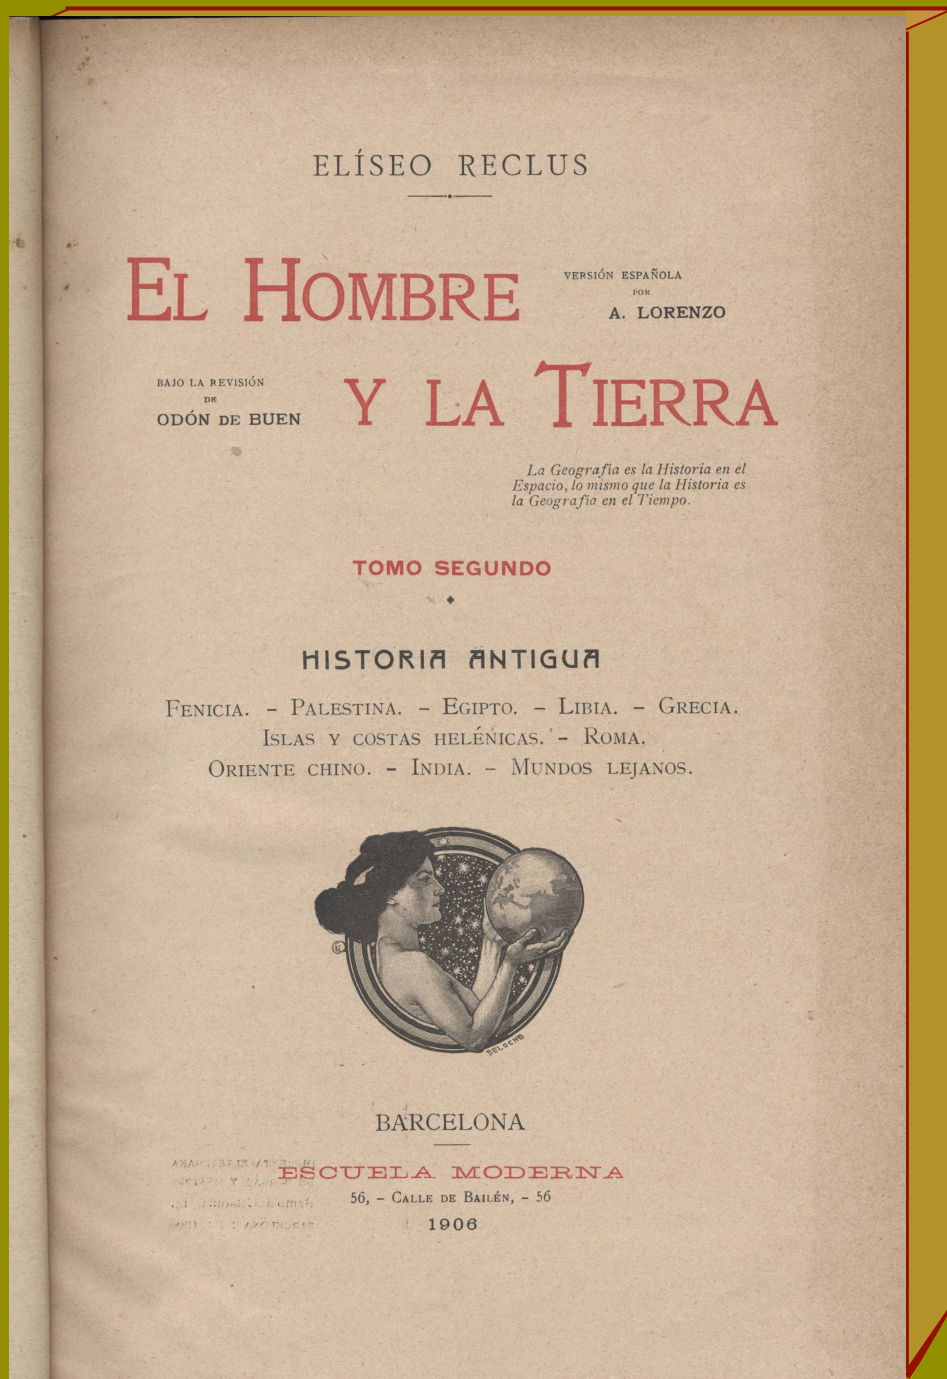 ELÍSEO RECLUS
EL HOMBRE
VERSIÓN ESPAÑOLA
POR
A. LORENZO
BAJO LA REVISIÓN
DE
ODÓN DE BUEN
Y LA TIERRA
La Geografía es la Historia en el
Espacio, lo mismo que la Historia es
la Geografía en el Tiempo.
TOMO SEGUNDO
HISTORIA ANTIGUA
FENICIA. – PALESTINA. – EGIPTO. – LIBIA. – GRECIA.
ISLAS Y COSTAS HELÉNICAS. – ROMA.
ORIENTE CHINO. – INDIA. – MUNDOS LEJANOS.
DELOCHE
BARCELONA
ESCUELA MODERNA
56, – CALLE DE BAILÉN, – 56
1906